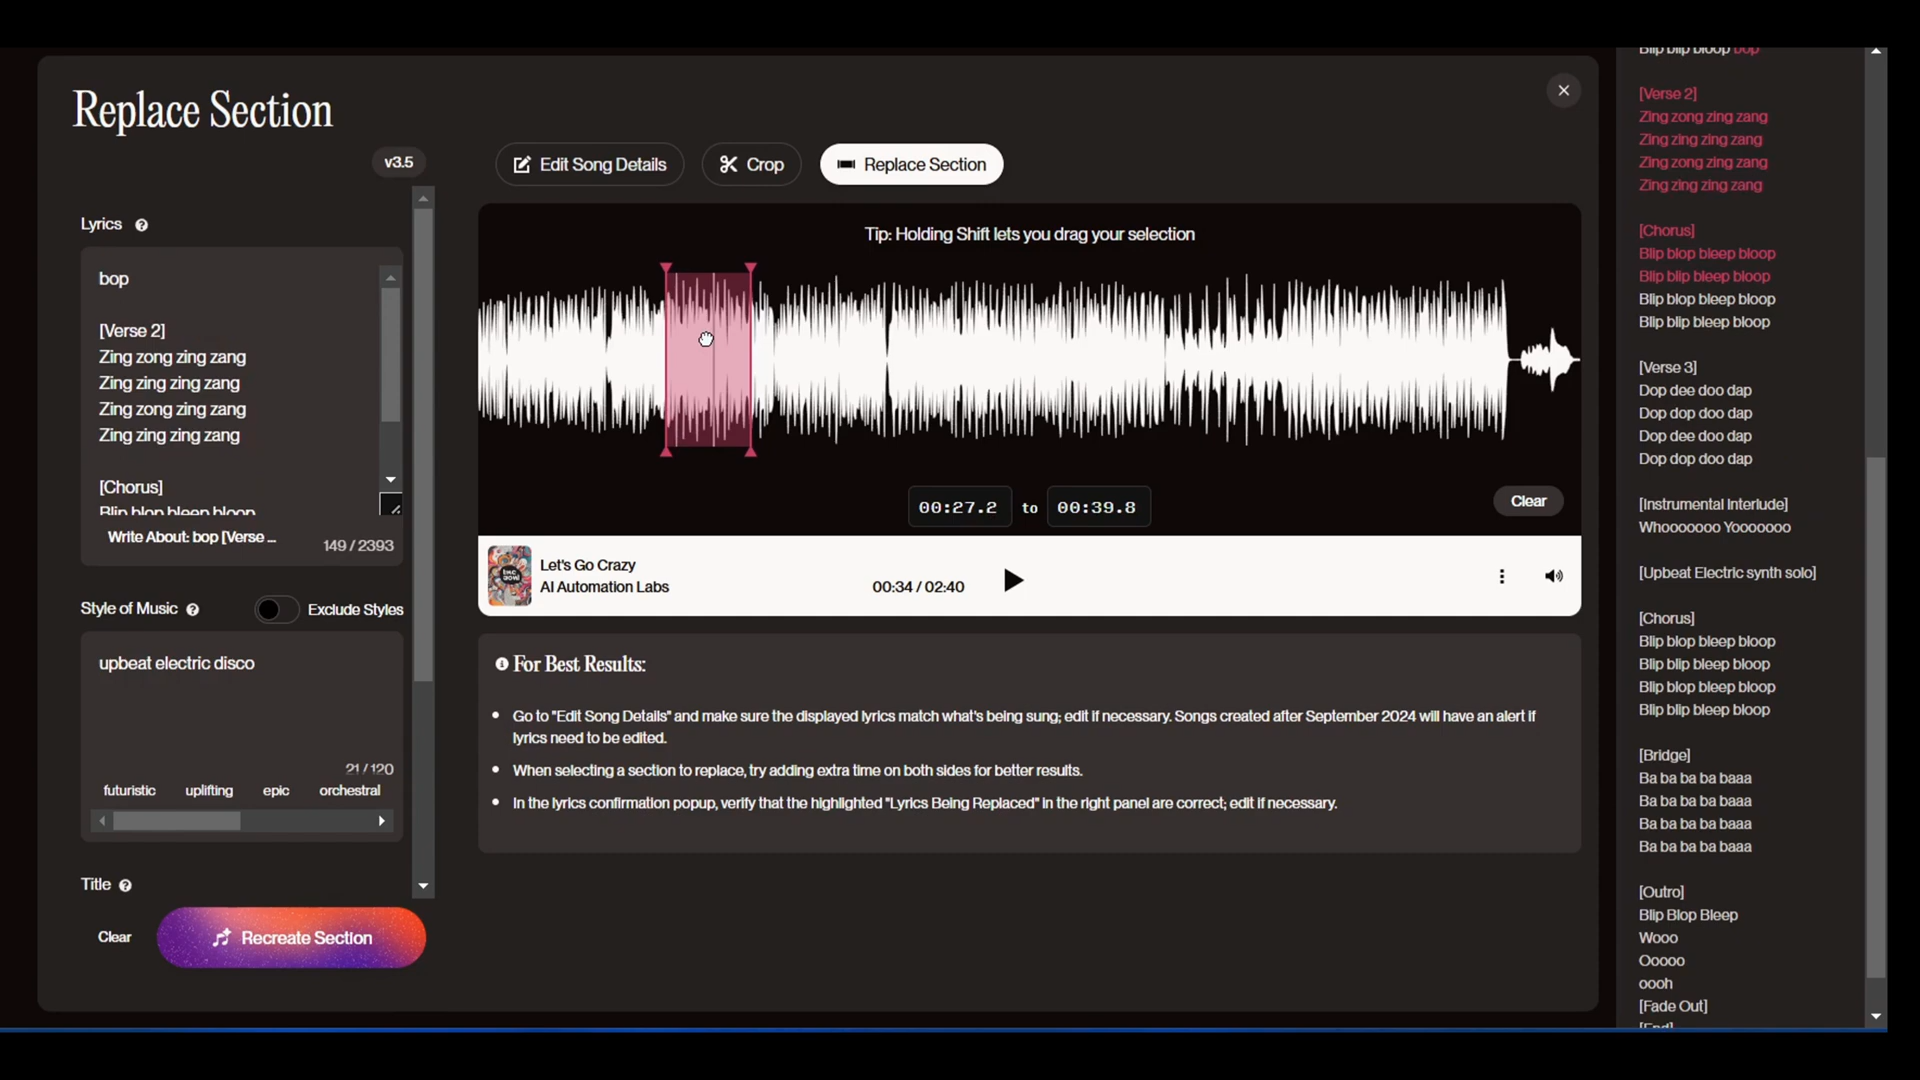 Replace Section
v3.5
Lyrics
bop
[Verse 2]
Zing zong zing zang
Zing zing zing zang
Zing zong zing zang
Zing zing zing zang
[Chorus]
Blip blop bleep bloop
Write About: bop [Verse ...
149 / 2393
Style of Music
Exclude Styles
upbeat electric disco
21 / 120
futuristic uplifting epic orchestral
Title
Clear
Recreate Section
Edit Song Details
Crop
Replace Section
Tip: Holding Shift lets you drag your selection
00:27.2 to 00:39.8
Clear
Let's Go Crazy
AI Automation Labs
00:34 / 02:40
For Best Results:
Go to "Edit Song Details" and make sure the displayed lyrics match what's being sung; edit if necessary. Songs created after September 2024 will have an alert if
lyrics need to be edited.
When selecting a section to replace, try adding extra time on both sides for better results.
In the lyrics confirmation popup, verify that the highlighted "Lyrics Being Replaced" in the right panel are correct; edit if necessary.
Blip blip bloop bop
[Verse 2]
Zing zong zing zang
Zing zing zing zang
Zing zong zing zang
Zing zing zing zang
[Chorus]
Blip blop bleep bloop
Blip blip bleep bloop
Blip blop bleep bloop
Blip blip bleep bloop
[Verse 3]
Dop dee doo dap
Dop dop doo dap
Dop dee doo dap
Dop dop doo dap
[Instrumental Interlude]
Whooooooo Yooooooo
[Upbeat Electric synth solo]
[Chorus]
Blip blop bleep bloop
Blip blip bleep bloop
Blip blop bleep bloop
Blip blip bleep bloop
[Bridge]
Ba ba ba ba baaa
Ba ba ba ba baaa
Ba ba ba ba baaa
Ba ba ba ba baaa
[Outro]
Blip Blop Bleep
Wooo
Ooooo
oooh
[Fade Out]
[End]